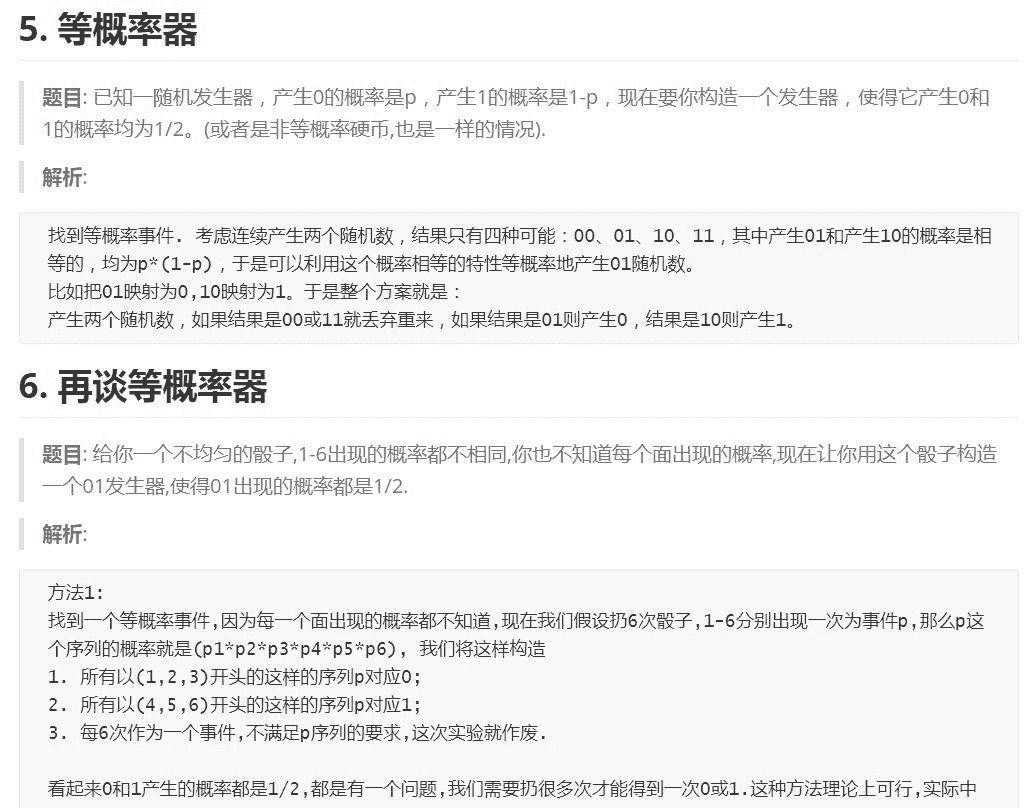 5. 等概率器
题目: 已知一随机发生器，产生0的概率是p，产生1的概率是1-p，现在要你构造一个发生器，使得它产生0和
1的概率均为1/2。(或者是非等概率硬币,也是一样的情况).
解析:
找到等概率事件. 考虑连续产生两个随机数，结果只有四种可能：00、01、10、11，其中产生01和产生10的概率是相
等的，均为p*(1-p)，于是可以利用这个概率相等的特性等概率地产生01随机数。
比如把01映射为0,10映射为1。于是整个方案就是：
产生两个随机数，如果结果是00或11就丢弃重来，如果结果是01则产生0，结果是10则产生1。
6. 再谈等概率器
题目: 给你一个不均匀的骰子,1-6出现的概率都不相同,你也不知道每个面出现的概率,现在让你用这个骰子构造
一个01发生器,使得01出现的概率都是1/2.
解析:
方法1:
找到一个等概率事件,因为每一个面出现的概率都不知道,现在我们假设扔6次骰子,1-6分别出现一次为事件p,那么p这
个序列的概率就是(p1*p2*p3*p4*p5*p6), 我们将这样构造
1. 所有以(1,2,3)开头的这样的序列p对应0;
2. 所有以(4,5,6)开头的这样的序列p对应1;
3. 每6次作为一个事件,不满足p序列的要求,这次实验就作废.
看起来0和1产生的概率都是1/2,都是有一个问题,我们需要扔很多次才能得到一次0或1.这种方法理论上可行,实际中